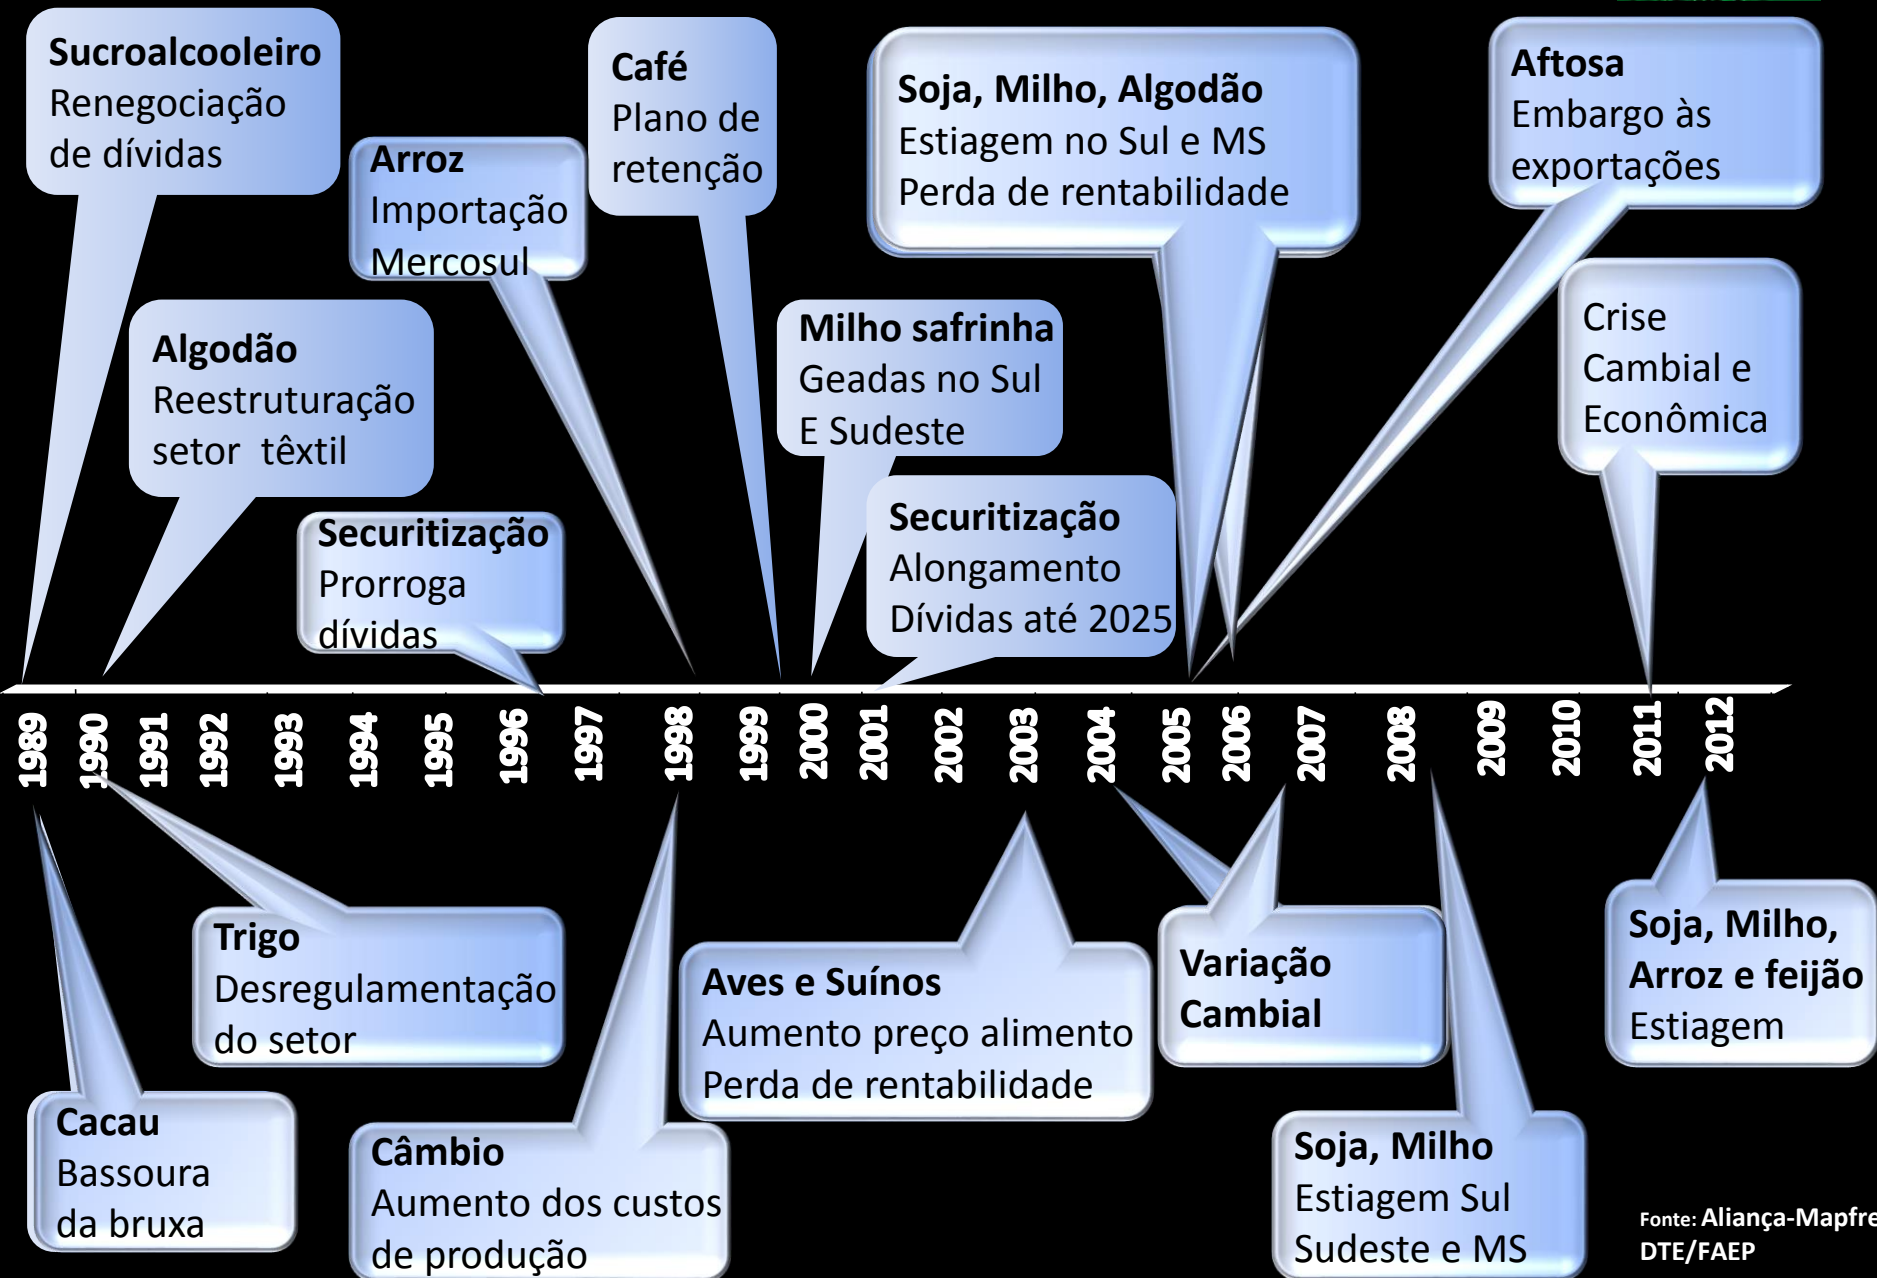 Sucroalcooleiro
Renegociação
de dívidas
Café
Plano de
retenção
Soja, Milho, Algodão
Estiagem no Sul e MS
Perda de rentabilidade
Aftosa
Embargo às
exportações
Arroz
Importação
Mercosul
Algodão
Reestruturação
setor têxtil
Milho safrinha
Geadas no Sul
E Sudeste
Crise
Cambial e
Econômica
Securitização
Prorroga
dívidas
Securitização
Alongamento
Dívidas até 2025
1989
1990
1991
1992
1993
1994
1995
1996
1997
1998
1999
2000
2001
2002
2003
2004
2005
2006
2007
2008
2009
2010
2011
2012
Trigo
Desregulamentação
do setor
Aves e Suínos
Aumento preço alimento
Perda de rentabilidade
Variação
Cambial
Soja, Milho,
Arroz e feijão
Estiagem
Cacau
Bassoura
da bruxa
Câmbio
Aumento dos custos
de produção
Soja, Milho
Estiagem Sul
Sudeste e MS
Fonte: Aliança-Mapfre
DTE/FAEP